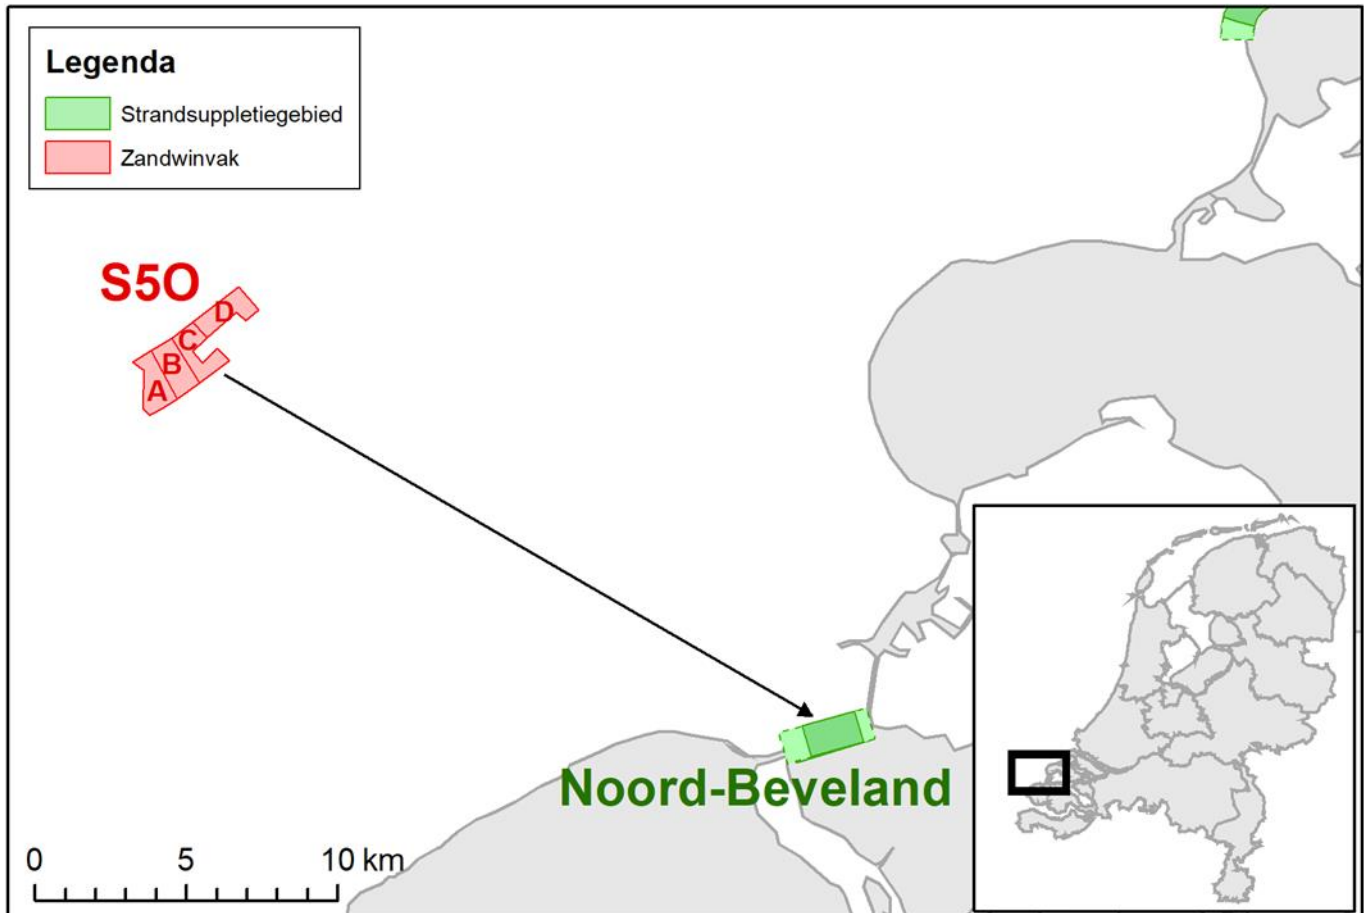 Legenda
Strandsuppletiegebied
Zandwinvak
S5O
D
C
B
A
Noord-Beveland
0 5 10 km